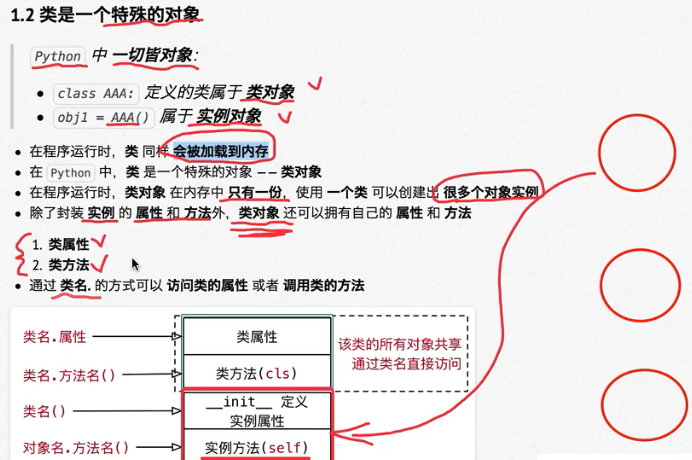 1.2 类是一个特殊的对象
Python 中 一切皆对象：
• class AAA: 定义的类属于 类对象
• obj1 = AAA() 属于 实例对象
• 在程序运行时，类 同样 会被加载到内存
• 在 Python 中，类 是一个特殊的对象 —— 类对象
• 在程序运行时，类对象 在内存中 只有一份，使用 一个类 可以创建出 很多个对象实例
• 除了封装 实例 的 属性 和 方法外，类对象 还可以拥有自己的 属性 和 方法
1. 类属性
2. 类方法
• 通过 类名. 的方式可以 访问类的属性 或者 调用类的方法
类名.属性 类属性 该类的所有对象共享
类名.方法名() 类方法(cls) 通过类名直接访问
类名() __init__ 定义
实例属性
对象名.方法名() 实例方法(self)